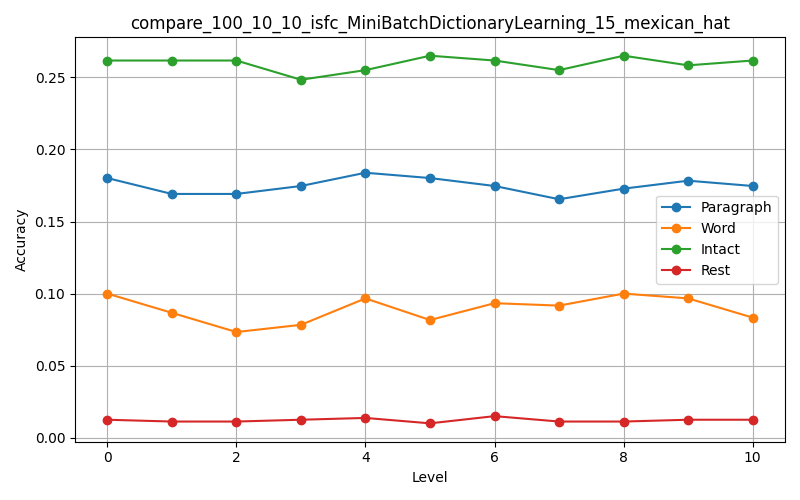 compare_100_10_10_isfc_MiniBatchDictionaryLearning_15_mexican_hat
Accuracy
0.25
0.20
0.15
0.10
0.05
0.00
Paragraph
Word
Intact
Rest
0 2 4 6 8 10
Level